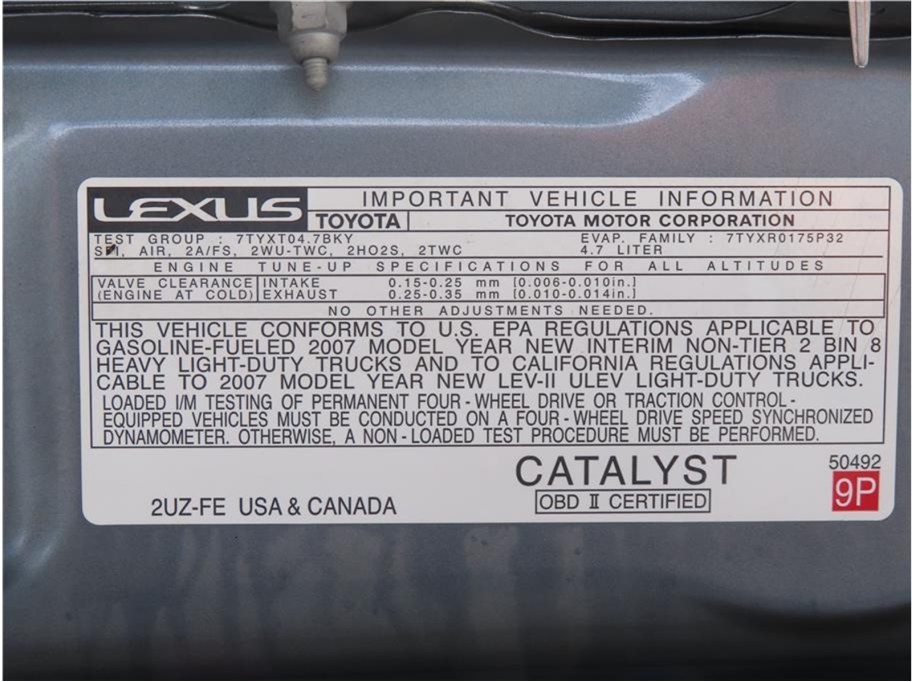 LEXUS IMPORTANT VEHICLE INFORMATION
TOYOTA TOYOTA MOTOR CORPORATION
TEST GROUP : 7TYXT04.7BKY EVAP. FAMILY : 7TYXR0175P32
SFI, AIR, 2A/FS, 2WU-TWC, 2HO2S, 2TWC 4.7 LITER
ENGINE TUNE-UP SPECIFICATIONS FOR ALL ALTITUDES
VALVE CLEARANCE INTAKE 0.15-0.25 mm [0.006-0.010in.]
(ENGINE AT COLD) EXHAUST 0.25-0.35 mm [0.010-0.014in.]
NO OTHER ADJUSTMENTS NEEDED.
THIS VEHICLE CONFORMS TO U.S. EPA REGULATIONS APPLICABLE TO
GASOLINE-FUELED 2007 MODEL YEAR NEW INTERIM NON-TIER 2 BIN 8
HEAVY LIGHT-DUTY TRUCKS AND TO CALIFORNIA REGULATIONS APPLI-
CABLE TO 2007 MODEL YEAR NEW LEV-II ULEV LIGHT-DUTY TRUCKS.
LOADED I/M TESTING OF PERMANENT FOUR-WHEEL DRIVE OR TRACTION CONTROL-
EQUIPPED VEHICLES MUST BE CONDUCTED ON A FOUR-WHEEL DRIVE SPEED SYNCHRONIZED
DYNAMOMETER. OTHERWISE, A NON-LOADED TEST PROCEDURE MUST BE PERFORMED.
CATALYST 50492
2UZ-FE USA & CANADA OBD II CERTIFIED 9P